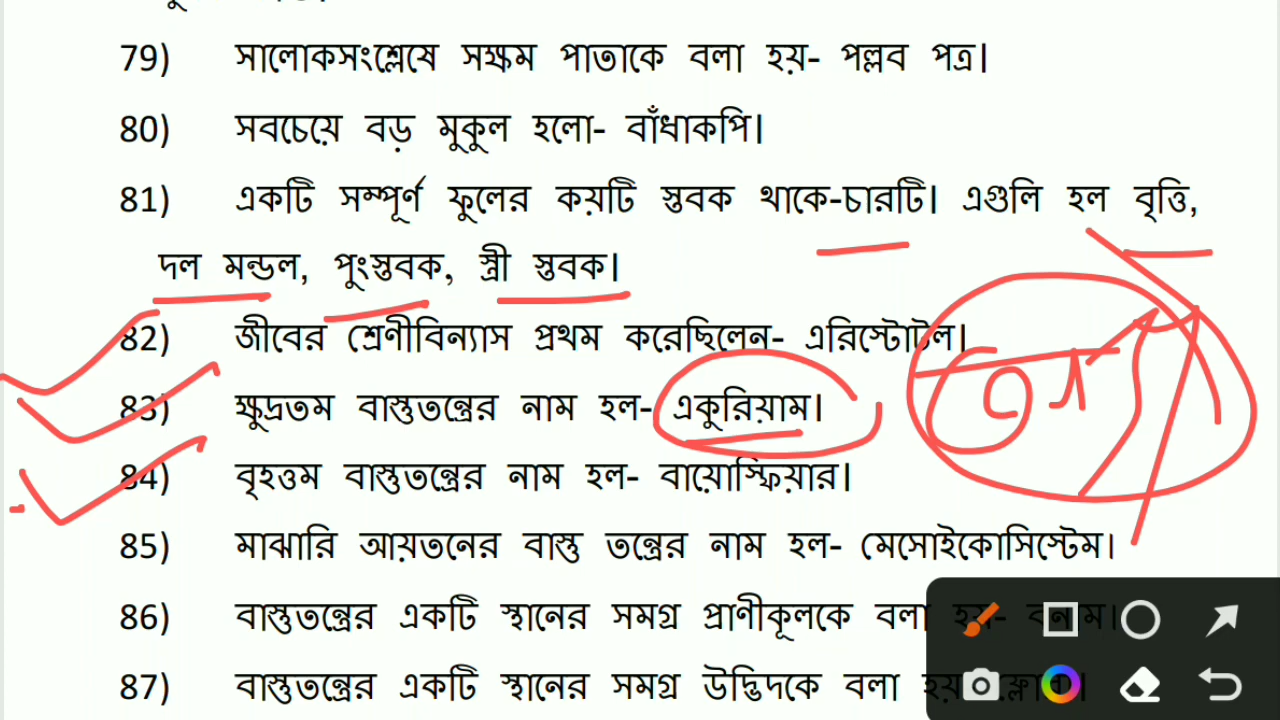 79) সালোকসংশ্লেষে সক্ষম পাতাকে বলা হয়- পল্লব পত্র।
80) সবচেয়ে বড় মুকুল হলো- বাঁধাকপি।
81) একটি সম্পূর্ণ ফুলের কয়টি স্তবক থাকে-চারটি। এগুলি হল বৃত্তি,
দল মন্ডল, পুংস্তবক, স্ত্রী স্তবক।
82) জীবের শ্রেণীবিন্যাস প্রথম করেছিলেন- এরিস্টোটল।
83) ক্ষুদ্রতম বাস্তুতন্ত্রের নাম হল- একুরিয়াম।
84) বৃহত্তম বাস্তুতন্ত্রের নাম হল- বায়োস্ফিয়ার।
85) মাঝারি আয়তনের বাস্তু তন্ত্রের নাম হল- মেসোইকোসিস্টেম।
86) বাস্তুতন্ত্রের একটি স্থানের সমগ্র প্রাণীকূলকে বলা হয়-
87) বাস্তুতন্ত্রের একটি স্থানের সমগ্র উদ্ভিদকে বলা হয়